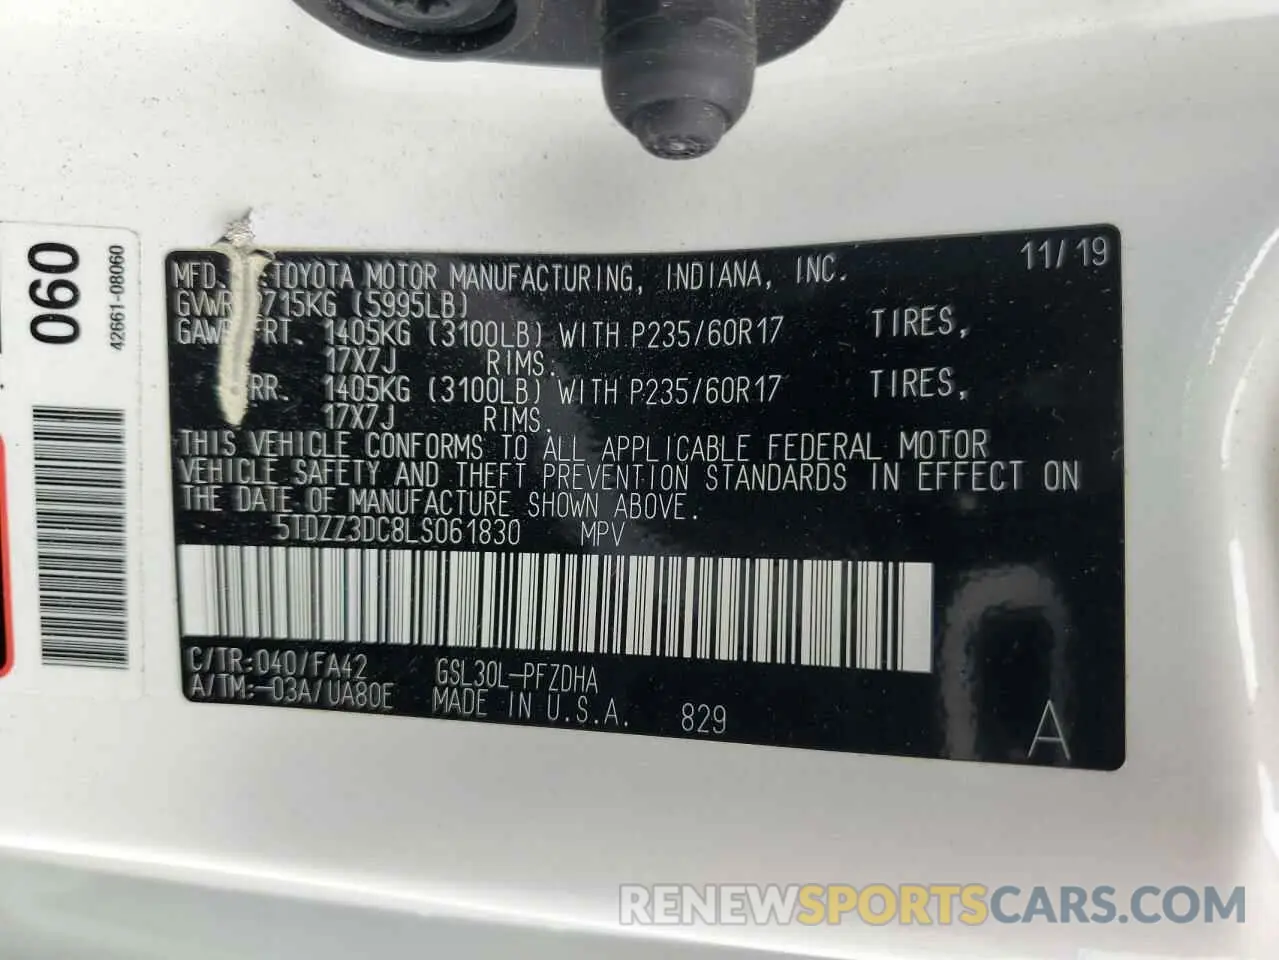 060
42661-08060
11/19
MFD. TOYOTA MOTOR MANUFACTURING, INDIANA, INC.
715KG (5995LB)
FRT. 1405KG (3100LB) WITH P235/60R17 TIRES,
17X7J RIMS.
RR. 1405KG (3100LB) WITH P235/60R17 TIRES,
17X7J RIMS.
THIS VEHICLE CONFORMS TO ALL APPLICABLE FEDERAL MOTOR
VEHICLE SAFETY AND THEFT PREVENTION STANDARDS IN EFFECT ON
THE DATE OF MANUFACTURE SHOWN ABOVE.
5TDZZ3DC8LS061830 MPV
C/TR:040/FA42 GSL30L-PFZDHA
A/TM:-03A/UA80E MADE IN U.S.A. 829
A
RENEWSPORTSCARS.COM